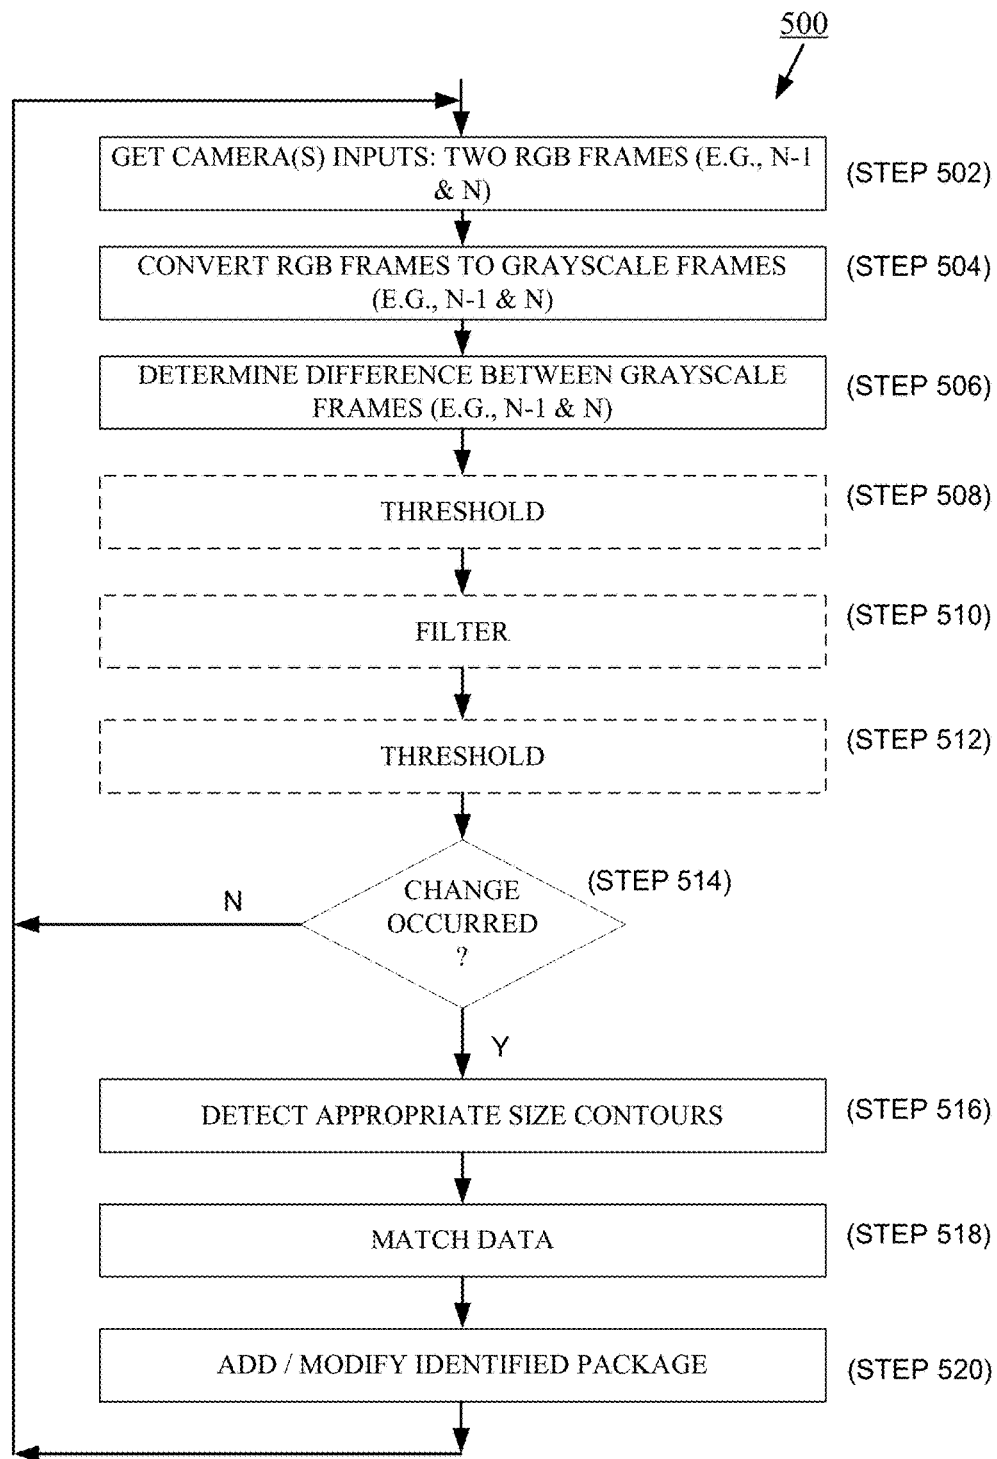 500
GET CAMERA(S) INPUTS: TWO RGB FRAMES (E.G., N-1
& N)
(STEP 502)
CONVERT RGB FRAMES TO GRAYSCALE FRAMES
(E.G., N-1 & N)
(STEP 504)
DETERMINE DIFFERENCE BETWEEN GRAYSCALE
FRAMES (E.G., N-1 & N)
(STEP 506)
THRESHOLD
(STEP 508)
FILTER
(STEP 510)
THRESHOLD
(STEP 512)
CHANGE
OCCURRED
?
(STEP 514)
N
Y
DETECT APPROPRIATE SIZE CONTOURS
(STEP 516)
MATCH DATA
(STEP 518)
ADD / MODIFY IDENTIFIED PACKAGE
(STEP 520)